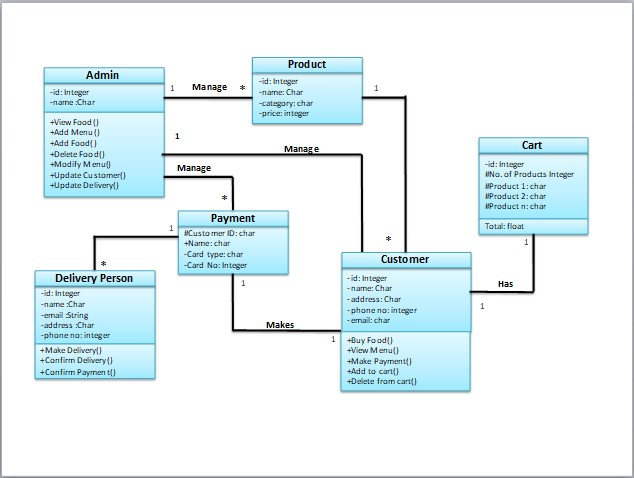 Admin
-id: Integer
-name :Char
+View Food()
+Add Menu()
+Add Food()
+Delete Food()
+Modify Menu()
+Update Customer()
+Update Delivery()
1
Manage
*
Product
-id: Integer
-name: Char
-category: char
-price: integer
1
1
Manage
*
Manage
*
Cart
-id: Integer
#No. of Products Integer
#Product 1: char
#Product 2: char
#Product n: char
Total: float
1
Has
1
Payment
#Customer ID: char
+Name: char
-Card type: char
-Card No: Integer
1
*
1
Makes
1
Delivery Person
-id: Integer
-name :Char
-email :String
-address :Char
-phone no: integer
+Make Delivery()
+Confirm Delivery()
+Confirm Payment()
Customer
-id: Integer
- name: Char
- address: Char
- phone no: integer
- email: char
+Buy Food()
+View Menu()
+Make Payment()
+Add to cart()
+Delete from cart()